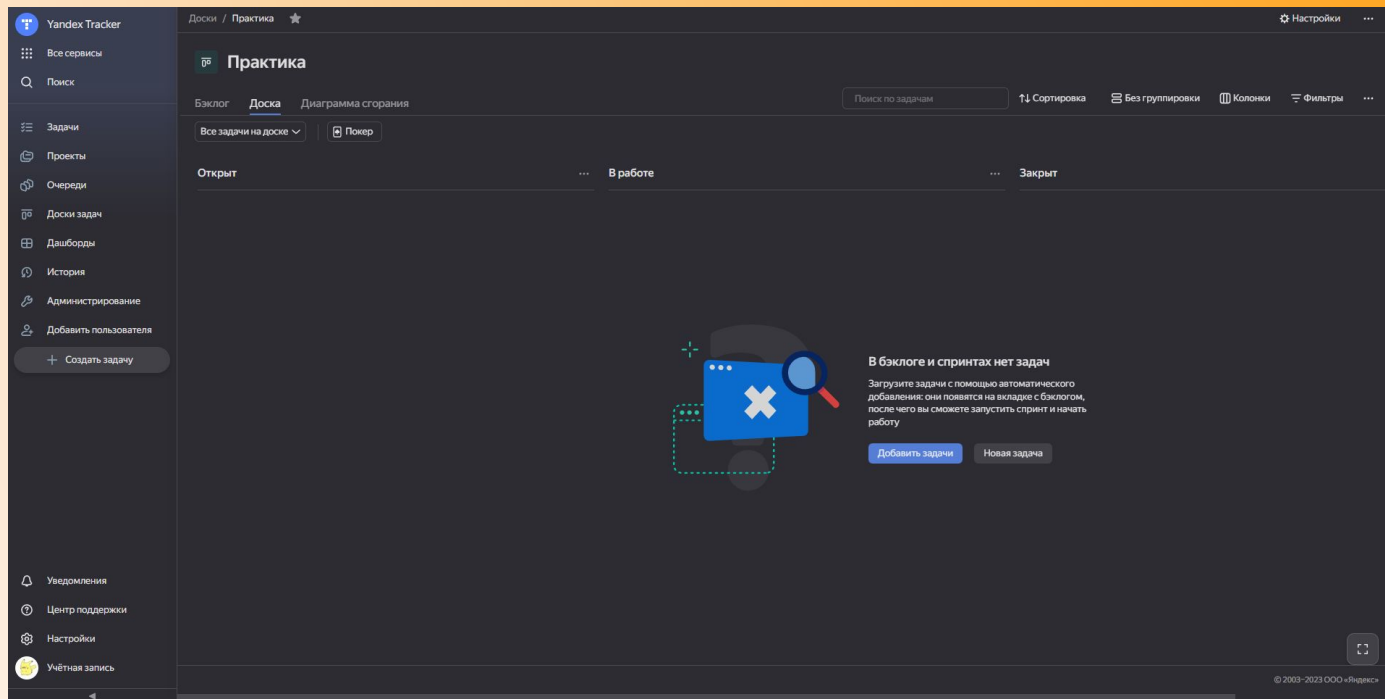 Yandex Tracker
Все сервисы
Поиск
Задачи
Проекты
Очереди
Доски задач
Дашборды
История
Администрирование
Добавить пользователя
+ Создать задачу
Уведомления
Центр поддержки
Настройки
Учётная запись
Доски / Практика
Настройки
Практика
Бэклог Доска Диаграмма сгорания
Поиск по задачам
Сортировка Без группировки Колонки Фильтры
Все задачи на доске Покер
Открыт В работе Закрыт
В бэклоге и спринтах нет задач
Загрузите задачи с помощью автоматического
добавления: они появятся на вкладке с бэклогом,
после чего вы сможете запустить спринт и начать
работу
Добавить задачи Новая задача
© 2003–2023 ООО «Яндекс»